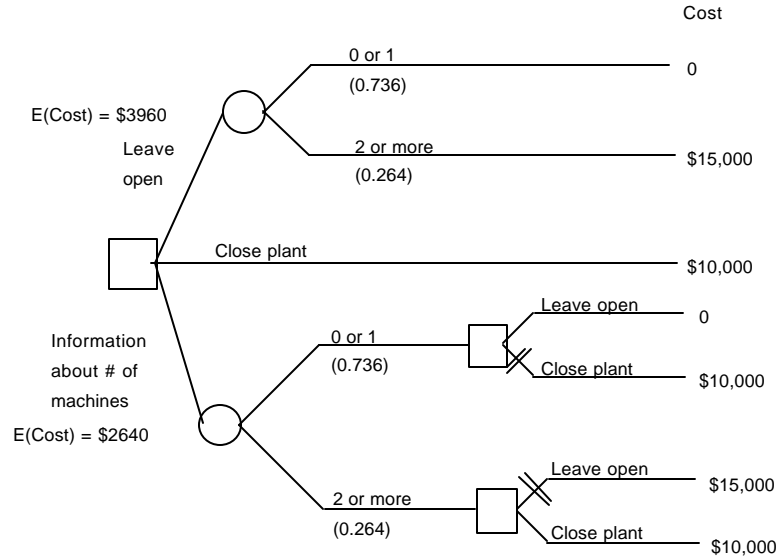 Cost
0 or 1
0
(0.736)
E(Cost) = $3960
Leave
open
2 or more
$15,000
(0.264)
Close plant
$10,000
Information
about # of
machines
E(Cost) = $2640
0 or 1
(0.736)
Leave open
0
Close plant
$10,000
2 or more
(0.264)
Leave open
$15,000
Close plant
$10,000